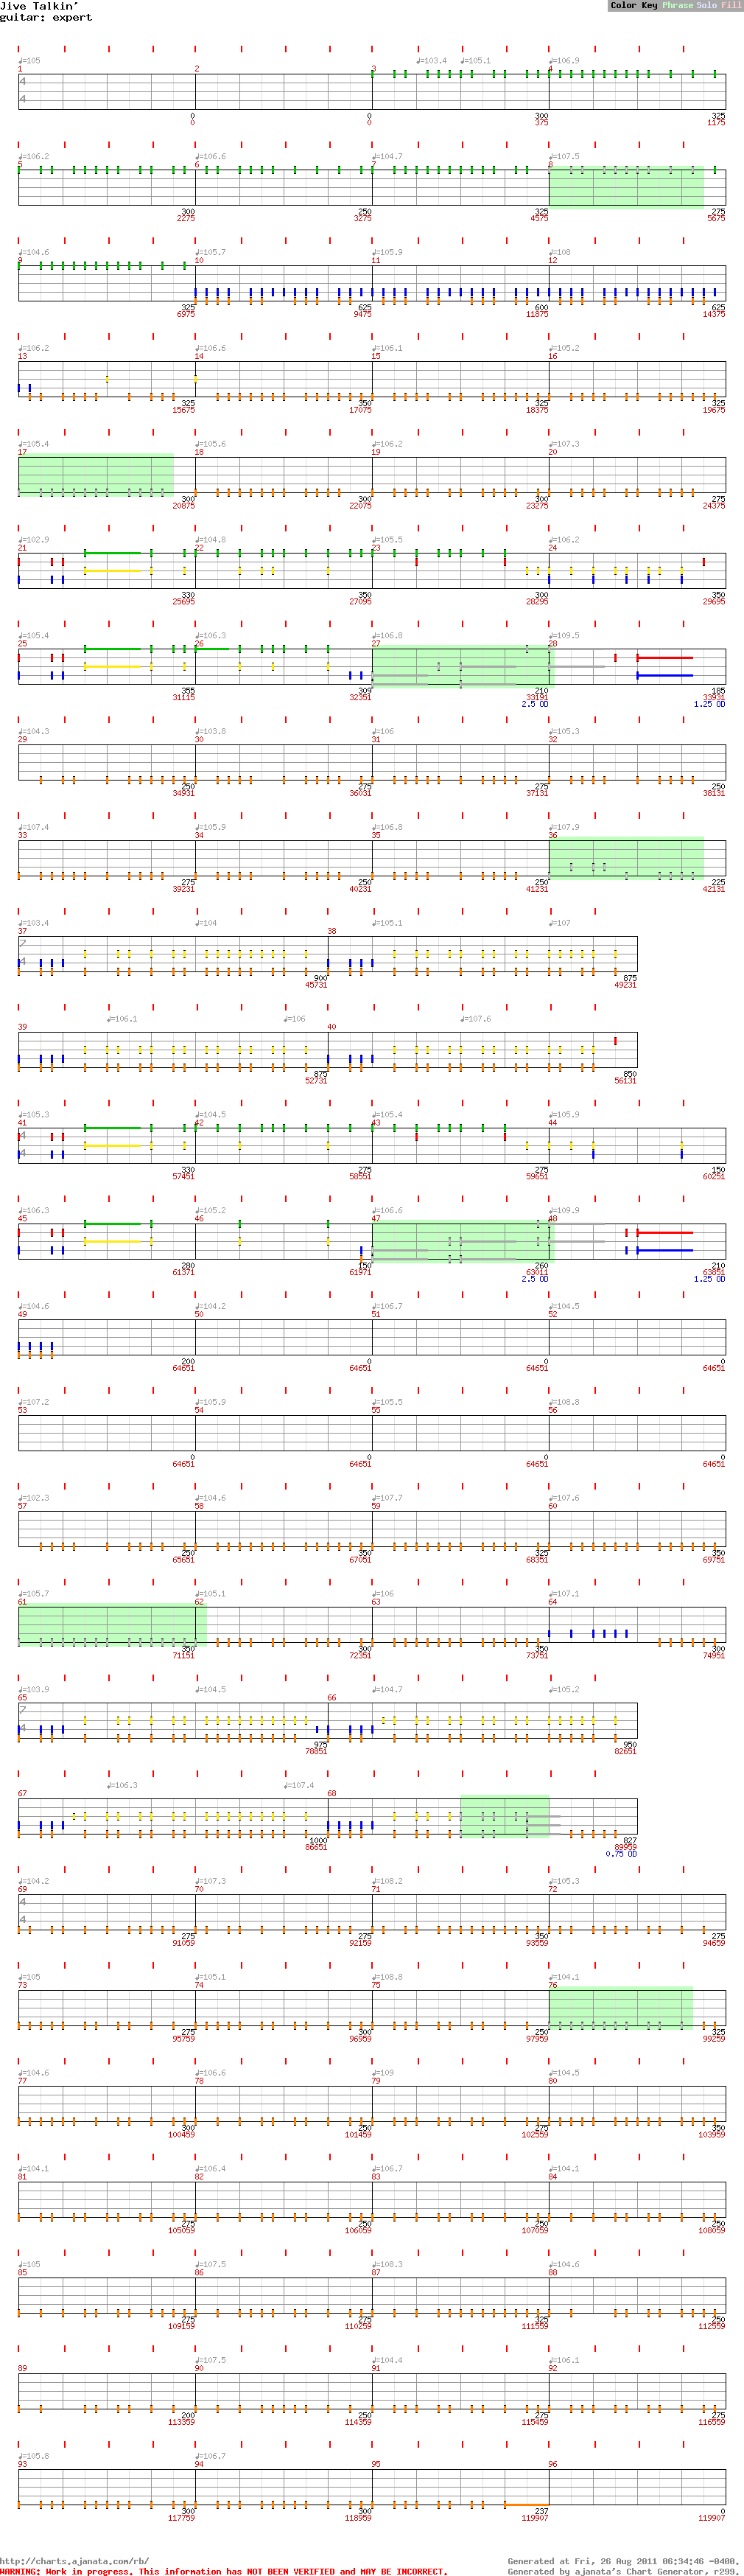 Jive Talkin'
guitar: expert
Color Key Phrase Solo Fill
♩=105 ♩=103.4 ♩=105.1 ♩=106.9
1 2 3 4
4
4
0 0 300 325
0 0 375 1175
♩=106.2 ♩=106.6 ♩=104.7 ♩=107.5
5 6 7 8
300 250 325 275
2275 3275 4575 5675
♩=104.6 ♩=105.7 ♩=105.9 ♩=108
9 10 11 12
325 625 600 625
6975 9475 11875 14375
♩=106.2 ♩=106.6 ♩=106.1 ♩=105.2
13 14 15 16
325 350 325 325
15675 17075 18375 19675
♩=105.4 ♩=105.6 ♩=106.2 ♩=107.3
17 18 19 20
300 300 300 275
20875 22075 23275 24375
♩=102.9 ♩=104.8 ♩=105.5 ♩=106.2
21 22 23 24
330 350 300 350
25695 27095 28295 29695
♩=105.4 ♩=106.3 ♩=106.8 ♩=109.5
25 26 27 28
355 309 210 185
31115 32351 33191 33931
2.5 OD 1.25 OD
♩=104.3 ♩=103.8 ♩=106 ♩=105.3
29 30 31 32
250 275 275 250
34931 36031 37131 38131
♩=107.4 ♩=105.9 ♩=106.8 ♩=107.9
33 34 35 36
275 250 250 225
39231 40231 41231 42131
♩=103.4 ♩=104 ♩=105.1 ♩=107
37 38
7
4
900 875
45731 49231
♩=106.1 ♩=106 ♩=107.6
39 40
875 850
52731 56131
♩=105.3 ♩=104.5 ♩=105.4 ♩=105.9
41 42 43 44
4
4
330 275 275 150
57451 58551 59651 60251
♩=106.3 ♩=105.2 ♩=106.6 ♩=109.9
45 46 47 48
280 150 260 210
61371 61971 63011 63851
2.5 OD 1.25 OD
♩=104.6 ♩=104.2 ♩=106.7 ♩=104.5
49 50 51 52
200 0 0 0
64651 64651 64651 64651
♩=107.2 ♩=105.9 ♩=105.5 ♩=108.8
53 54 55 56
0 0 0 0
64651 64651 64651 64651
♩=102.3 ♩=104.6 ♩=107.7 ♩=107.6
57 58 59 60
250 350 325 350
65651 67051 68351 69751
♩=105.7 ♩=105.1 ♩=106 ♩=107.1
61 62 63 64
350 300 350 300
71151 72351 73751 74951
♩=103.9 ♩=104.5 ♩=104.7 ♩=105.2
65 66
7
4
975 950
78851 82651
♩=106.3 ♩=107.4
67 68
1000 827
86651 89959
0.75 OD
♩=104.2 ♩=107.3 ♩=108.2 ♩=105.3
69 70 71 72
4
4
275 275 350 275
91059 92159 93559 94659
♩=105 ♩=105.1 ♩=108.8 ♩=104.1
73 74 75 76
275 300 250 325
95759 96959 97959 99259
♩=104.6 ♩=106.6 ♩=109 ♩=104.5
77 78 79 80
300 250 275 350
100459 101459 102559 103959
♩=104.1 ♩=106.4 ♩=106.7 ♩=104.1
81 82 83 84
275 250 250 250
105059 106059 107059 108059
♩=105 ♩=107.5 ♩=108.3 ♩=104.6
85 86 87 88
275 275 325 250
109159 110259 111559 112559
♩=107.5 ♩=104.4 ♩=106.1
89 90 91 92
200 250 275 275
113359 114359 115459 116559
♩=105.8 ♩=106.7
93 94 95 96
300 300 237 0
117759 118959 119907 119907
http://charts.ajanata.com/rb/ Generated at Fri, 26 Aug 2011 06:34:46 -0400.
WARNING: Work in progress. This information has NOT BEEN VERIFIED and MAY BE INCORRECT. Generated by ajanata's Chart Generator, r299.